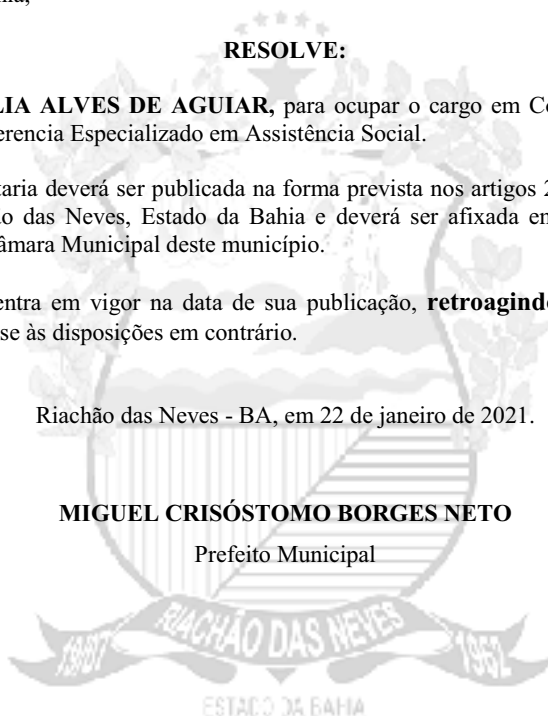 RESOLVE:
LIA ALVES DE AGUIAR, para ocupar o cargo em Co
erencia Especializado em Assistência Social.
taria deverá ser publicada na forma prevista nos artigos 2
o das Neves, Estado da Bahia e deverá ser afixada en
âmara Municipal deste município.
entra em vigor na data de sua publicação, retroagind
se às disposições em contrário.
Riachão das Neves - BA, em 22 de janeiro de 2021.
MIGUEL CRISÓSTOMO BORGES NETO
Prefeito Municipal
RIACHÃO DAS NEVES
1962
ESTADO DA BAHIA